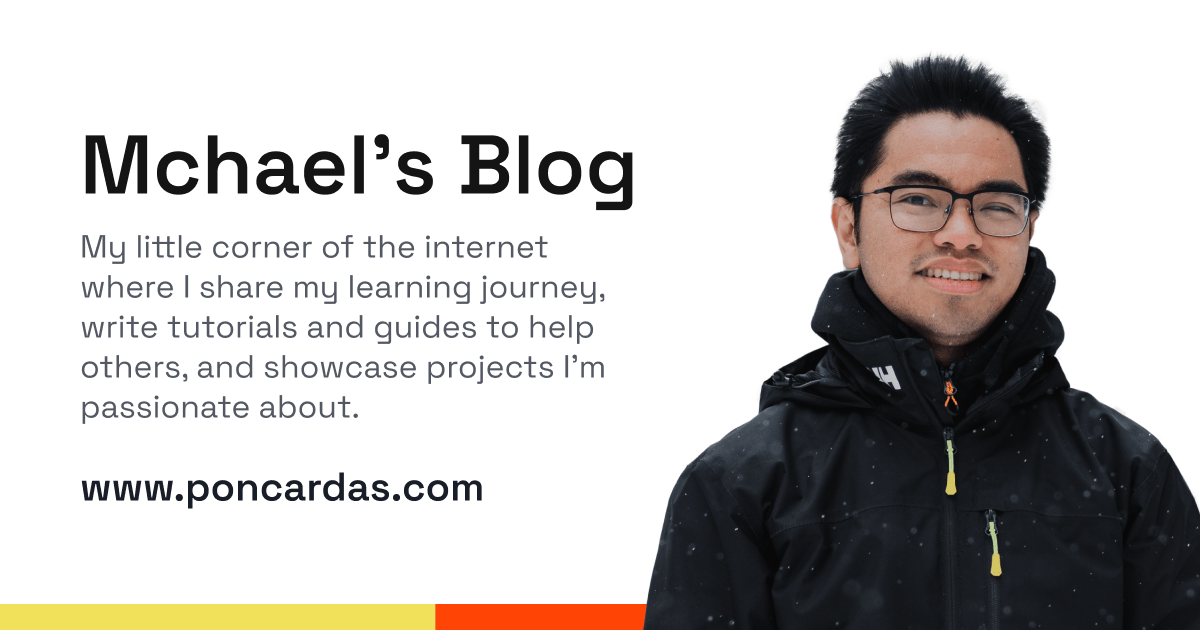 Mchael's Blog
My little corner of the internet
where I share my learning journey,
write tutorials and guides to help
others, and showcase projects I'm
passionate about.
www.poncardas.com
HH